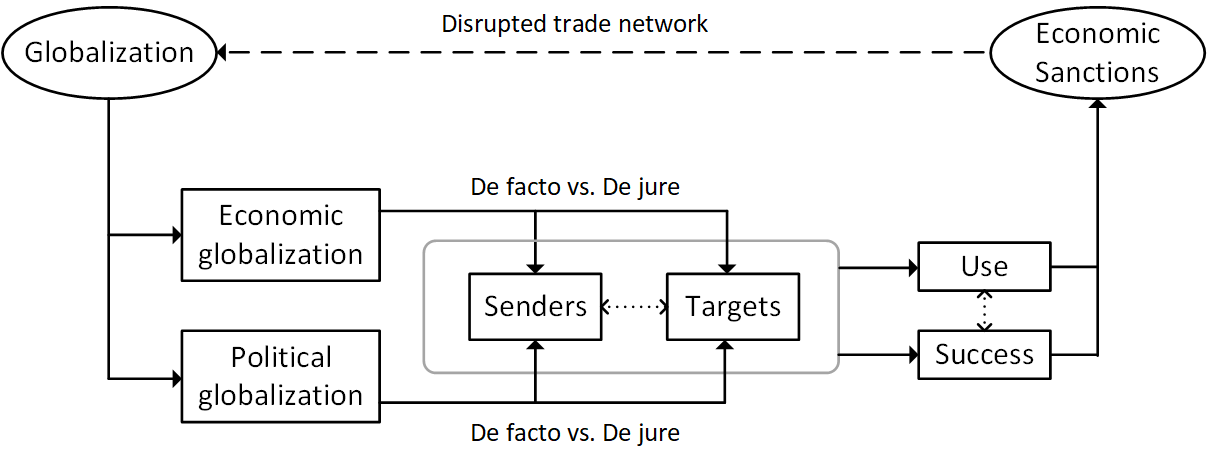 Disrupted trade network
Globalization
Economic
Sanctions
De facto vs. De jure
Economic
globalization
Senders
Targets
Use
Success
Political
globalization
De facto vs. De jure